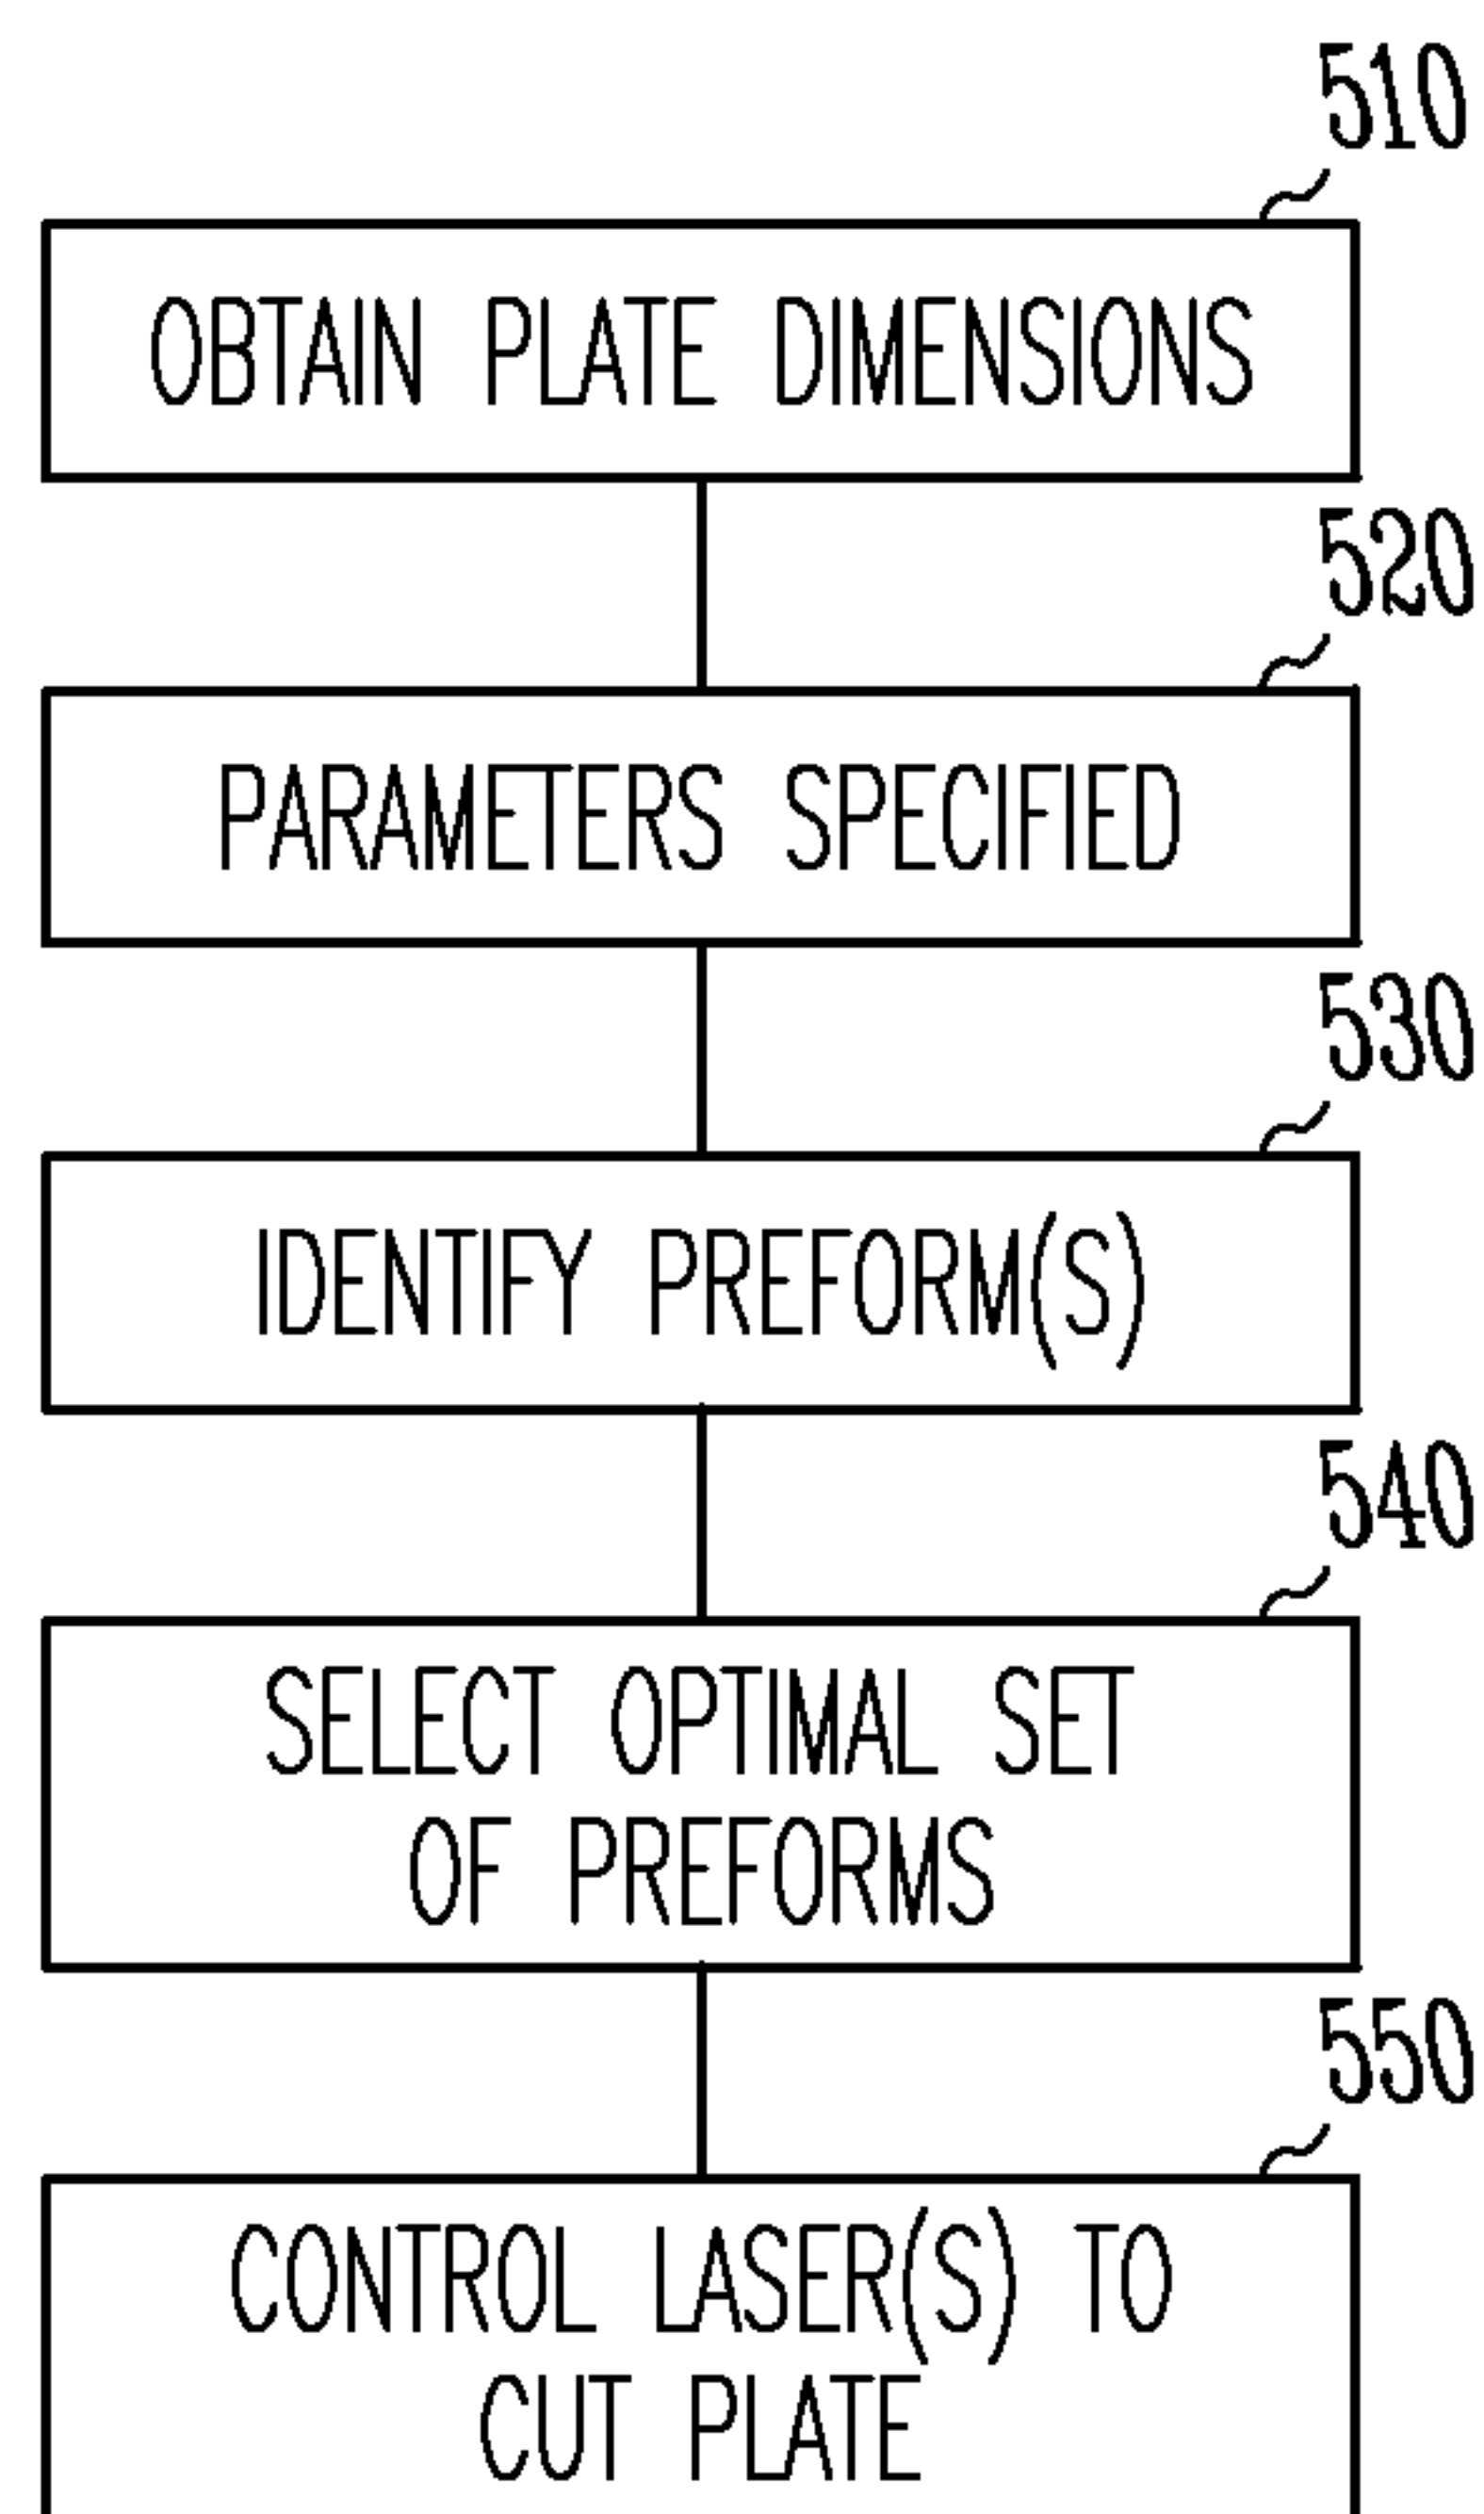 510
OBTAIN PLATE DIMENSIONS
520
PARAMETERS SPECIFIED
530
IDENTIFY PREFORM(S)
540
SELECT OPTIMAL SET
OF PREFORMS
550
CONTROL LASER(S) TO
CUT PLATE